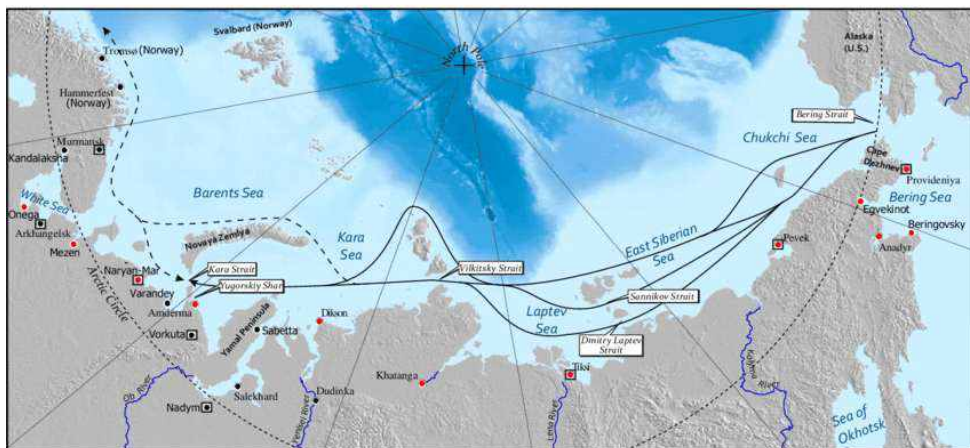 Svalbard (Norway)
Tromsø (Norway)
North Pole
Alaska
(U.S.)
Hammerfest
(Norway)
Bering Strait
Chukchi Sea
Murmansk
Kandalaksha
Cape
Dezhnev
Provideniya
Barents Sea
White Sea
Bering Sea
Onega
Egvekinot
Arkhangelsk
Beringovsky
Mezen
Novaya Zemlya
Kara
Sea
East Siberian
Sea
Pevek
Anadyr
Naryan-Mar
Kara Strait
Vilkitsky Strait
Yugorskiy Shar
Varandey
Sannikov Strait
Amderma
Arctic Circle
Laptev
Sea
Dikson
Yamal Peninsula
Sabetta
Vorkuta
Dmitry Laptev
Strait
Tiksi
Khatanga
Kolyma
River
Ob River
Salekhard
Dudinka
Nadym
Yenisei River
Lena River
Sea of
Okhotsk